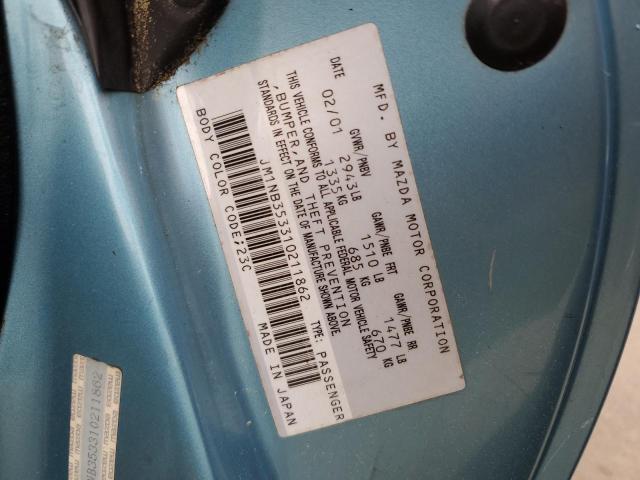 MFD. BY MAZDA MOTOR CORPORATION
DATE GVWR/PNBV GAWR/PNBE FRT GAWR/PNBE RR
02/01 2943LB 1510 LB 1477 LB
1335KG 685 KG 670 KG
THIS VEHICLE CONFORMS TO ALL APPLICABLE FEDERAL MOTOR VEHICLE SAFETY
, BUMPER, AND THEFT PREVENTION
STANDARDS IN EFFECT ON THE DATE OF MANUFACTURE SHOWN ABOVE.
JM1NB353310211862 TYPE: PASSENGER
BODY COLOR CODE;23C MADE IN JAPAN
B353310211862